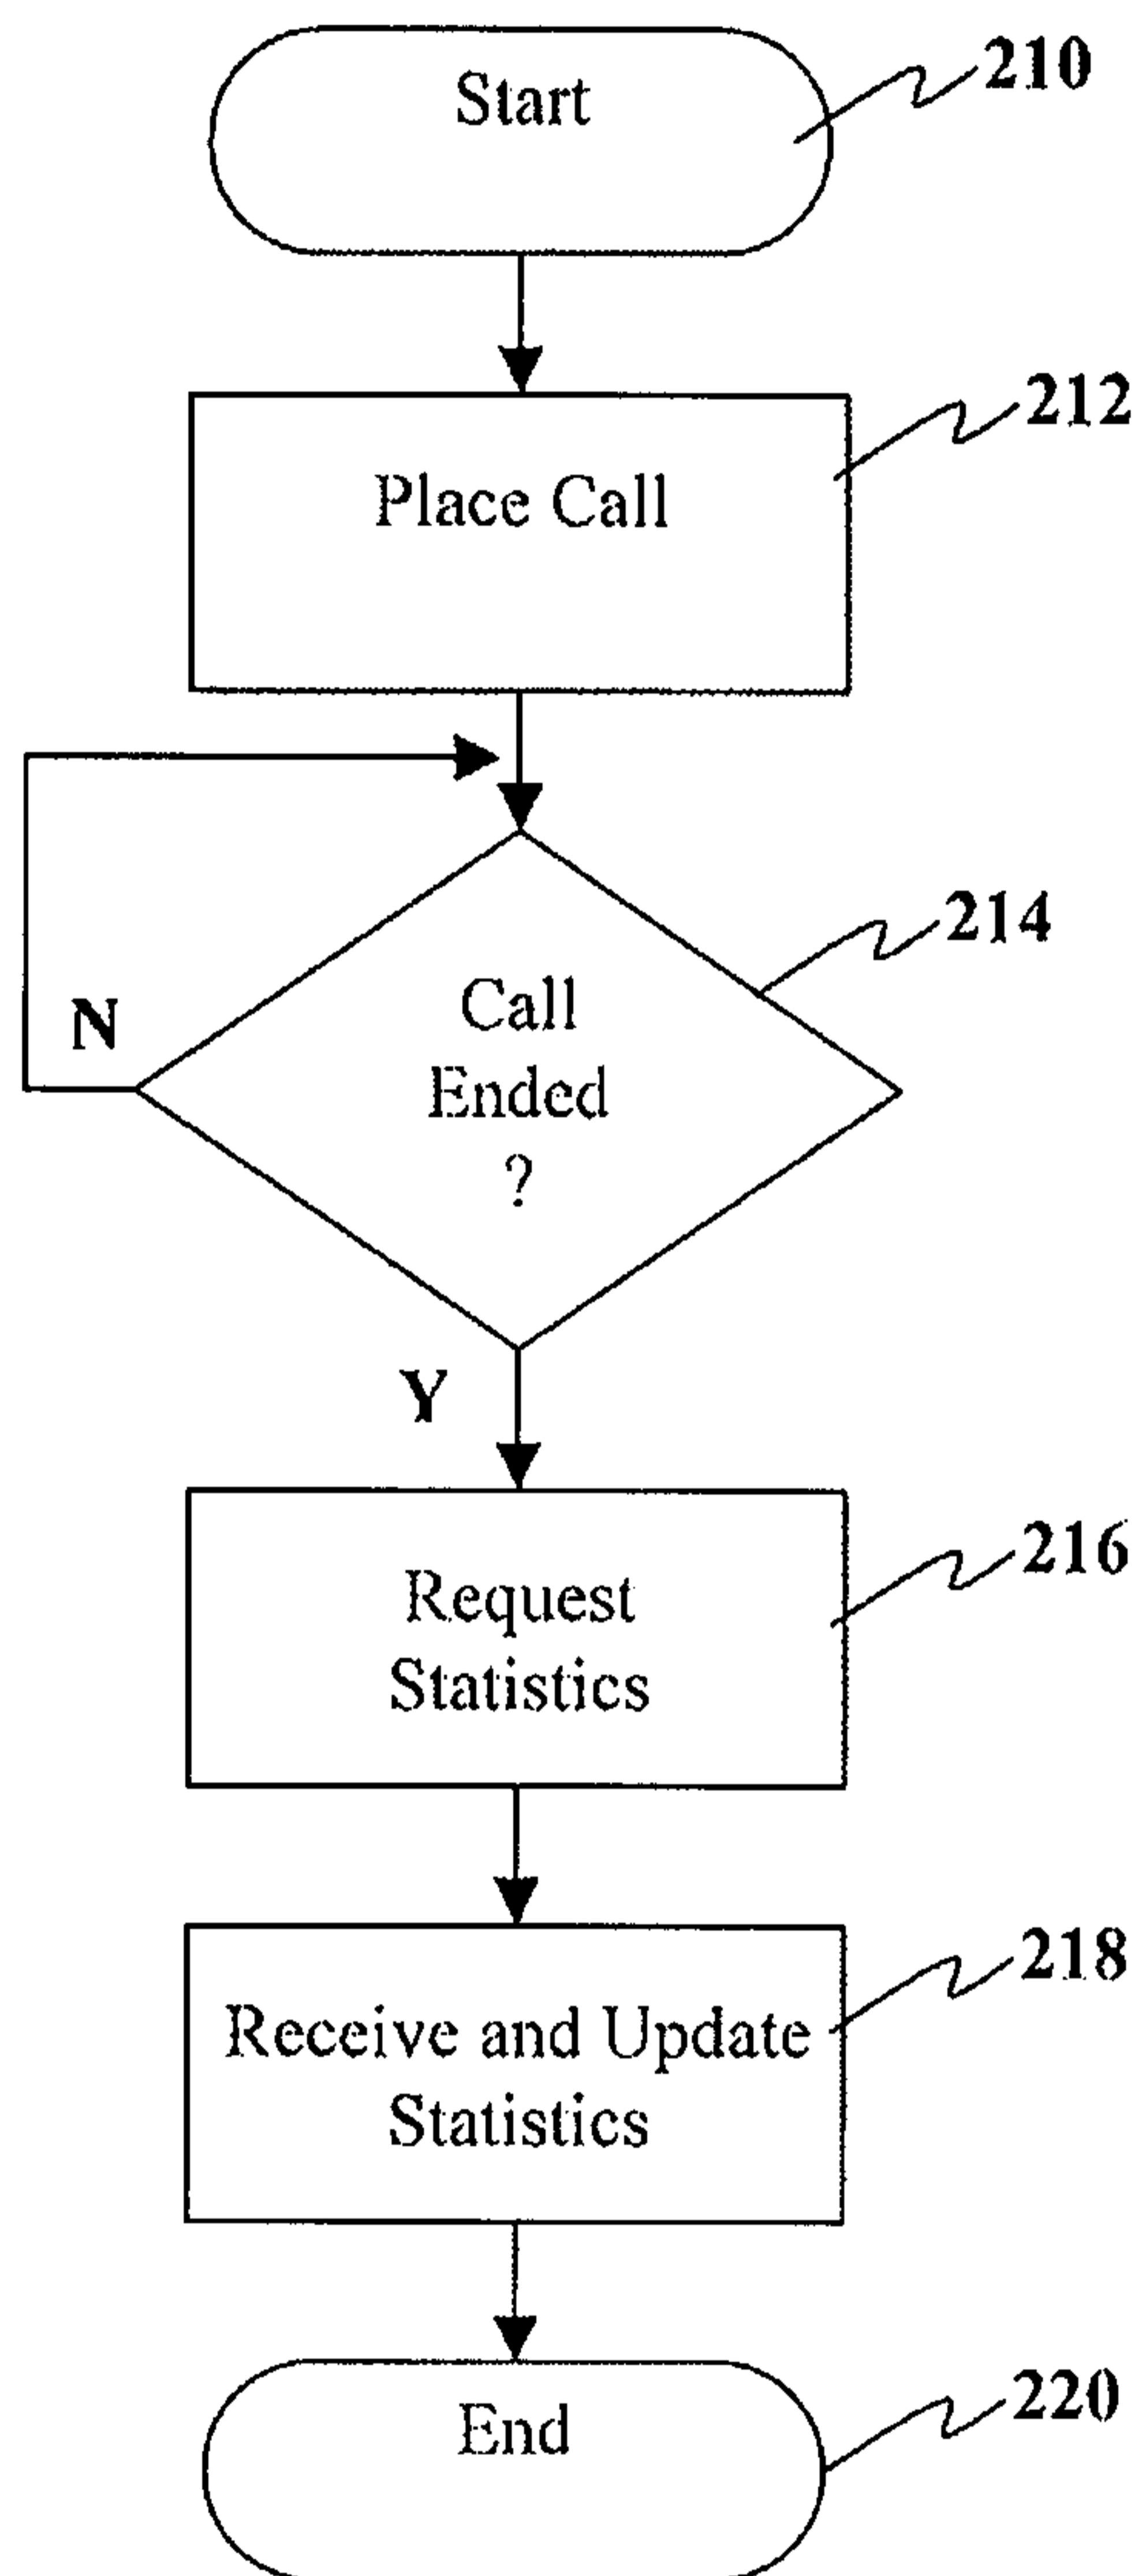 Start
210
Place Call
212
Call
Ended
?
214
N
Y
Request
Statistics
216
Receive and Update
Statistics
218
End
220